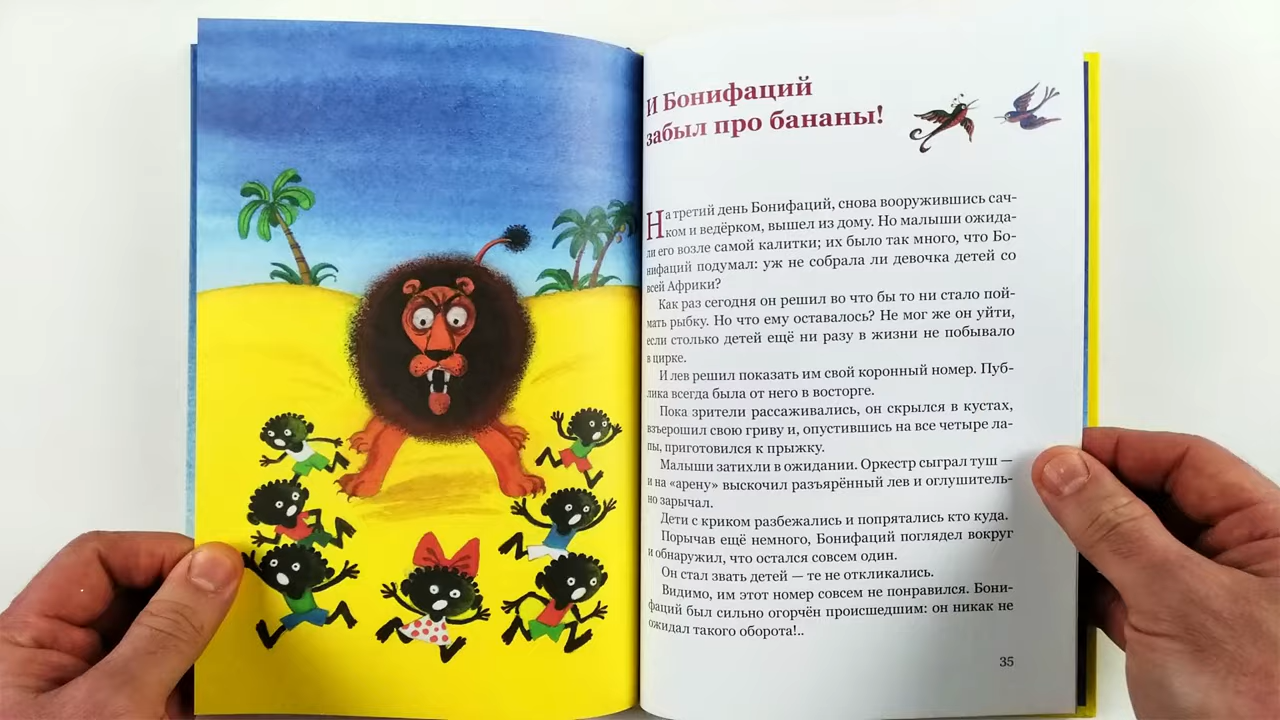 И Бонифаций
забыл про бананы!
На третий день Бонифаций, снова вооружившись сач-
ком и ведёрком, вышел из дому. Но малыши ожида-
ли его возле самой калитки; их было так много, что Бо-
нифаций подумал: уж не собрала ли девочка детей со
всей Африки?
Как раз сегодня он решил во что бы то ни стало пой-
мать рыбку. Но что ему оставалось? Не мог же он уйти,
если столько детей ещё ни разу в жизни не побывало
в цирке.
И лев решил показать им свой коронный номер. Пуб-
лика всегда была от него в восторге.
Пока зрители рассаживались, он скрылся в кустах,
взъерошил свою гриву и, опустившись на все четыре ла-
пы, приготовился к прыжку.
Малыши затихли в ожидании. Оркестр сыграл туш —
и на «арену» выскочил разъярённый лев и оглушитель-
но зарычал.
Дети с криком разбежались и попрятались кто куда.
Порычав ещё немного, Бонифаций поглядел вокруг
и обнаружил, что остался совсем один.
Он стал звать детей — те не откликались.
Видимо, им этот номер совсем не понравился. Бони-
фаций был сильно огорчён происшедшим: он никак не
ожидал такого оборота!..
35